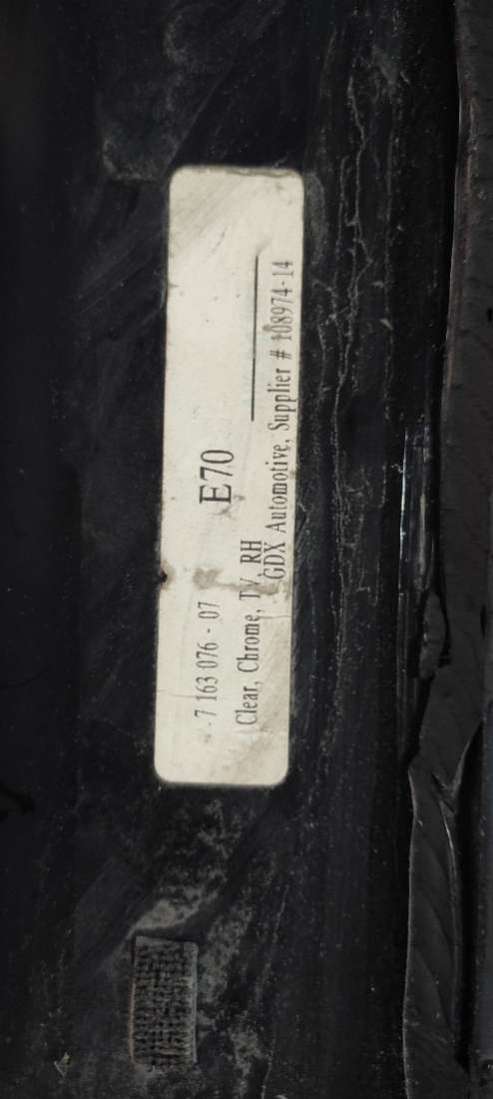 7 163 076 - 07
E70
Clear, Chrome, TV, RH
GDX Automotive, Supplier # 108974-14